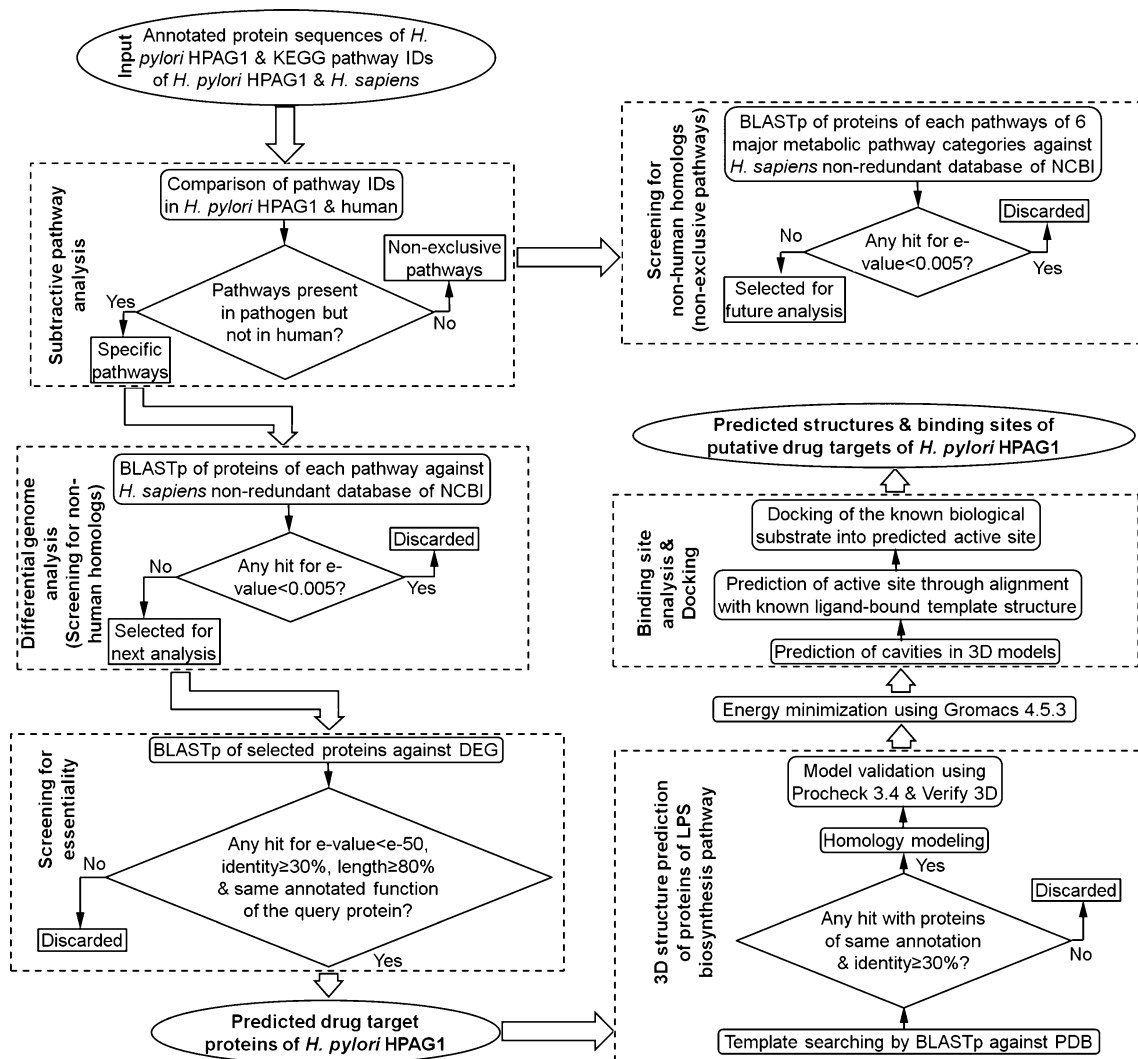 Input
Annotated protein sequences of H.
pylori HPAG1 & KEGG pathway IDs
of H. pylori HPAG1 & H. sapiens
Subtractive pathway
analysis
Comparison of pathway IDs
in H. pylori HPAG1 & human
Non-exclusive
pathways
Pathways present
in pathogen but
not in human?
Yes
No
Specific
pathways
Screening for
non-human homologs
(non-exclusive pathways)
BLASTp of proteins of each pathways of 6
major metabolic pathway categories against
H. sapiens non-redundant database of NCBI
Discarded
No
Any hit for e-
value<0.005?
Yes
Selected for
future analysis
Differential genome
analysis
(Screening for non-
human homologs)
BLASTp of proteins of each pathway against
H. sapiens non-redundant database of NCBI
Discarded
No
Any hit for e-
value<0.005?
Yes
Selected for
next analysis
Screening for
essentiality
BLASTp of selected proteins against DEG
Any hit for e-value<e-50,
identity≥30%, length≥80%
& same annotated function
of the query protein?
No
Discarded
Yes
Predicted drug target
proteins of H. pylori HPAG1
Predicted structures & binding sites of
putative drug targets of H. pylori HPAG1
Binding site
analysis &
Docking
Docking of the known biological
substrate into predicted active site
Prediction of active site through alignment
with known ligand-bound template structure
Prediction of cavities in 3D models
Energy minimization using Gromacs 4.5.3
3D structure prediction
of proteins of LPS
biosynthesis pathway
Model validation using
Procheck 3.4 & Verify 3D
Homology modeling
Yes
Discarded
Any hit with proteins
of same annotation
& identity≥30%?
No
Template searching by BLASTp against PDB